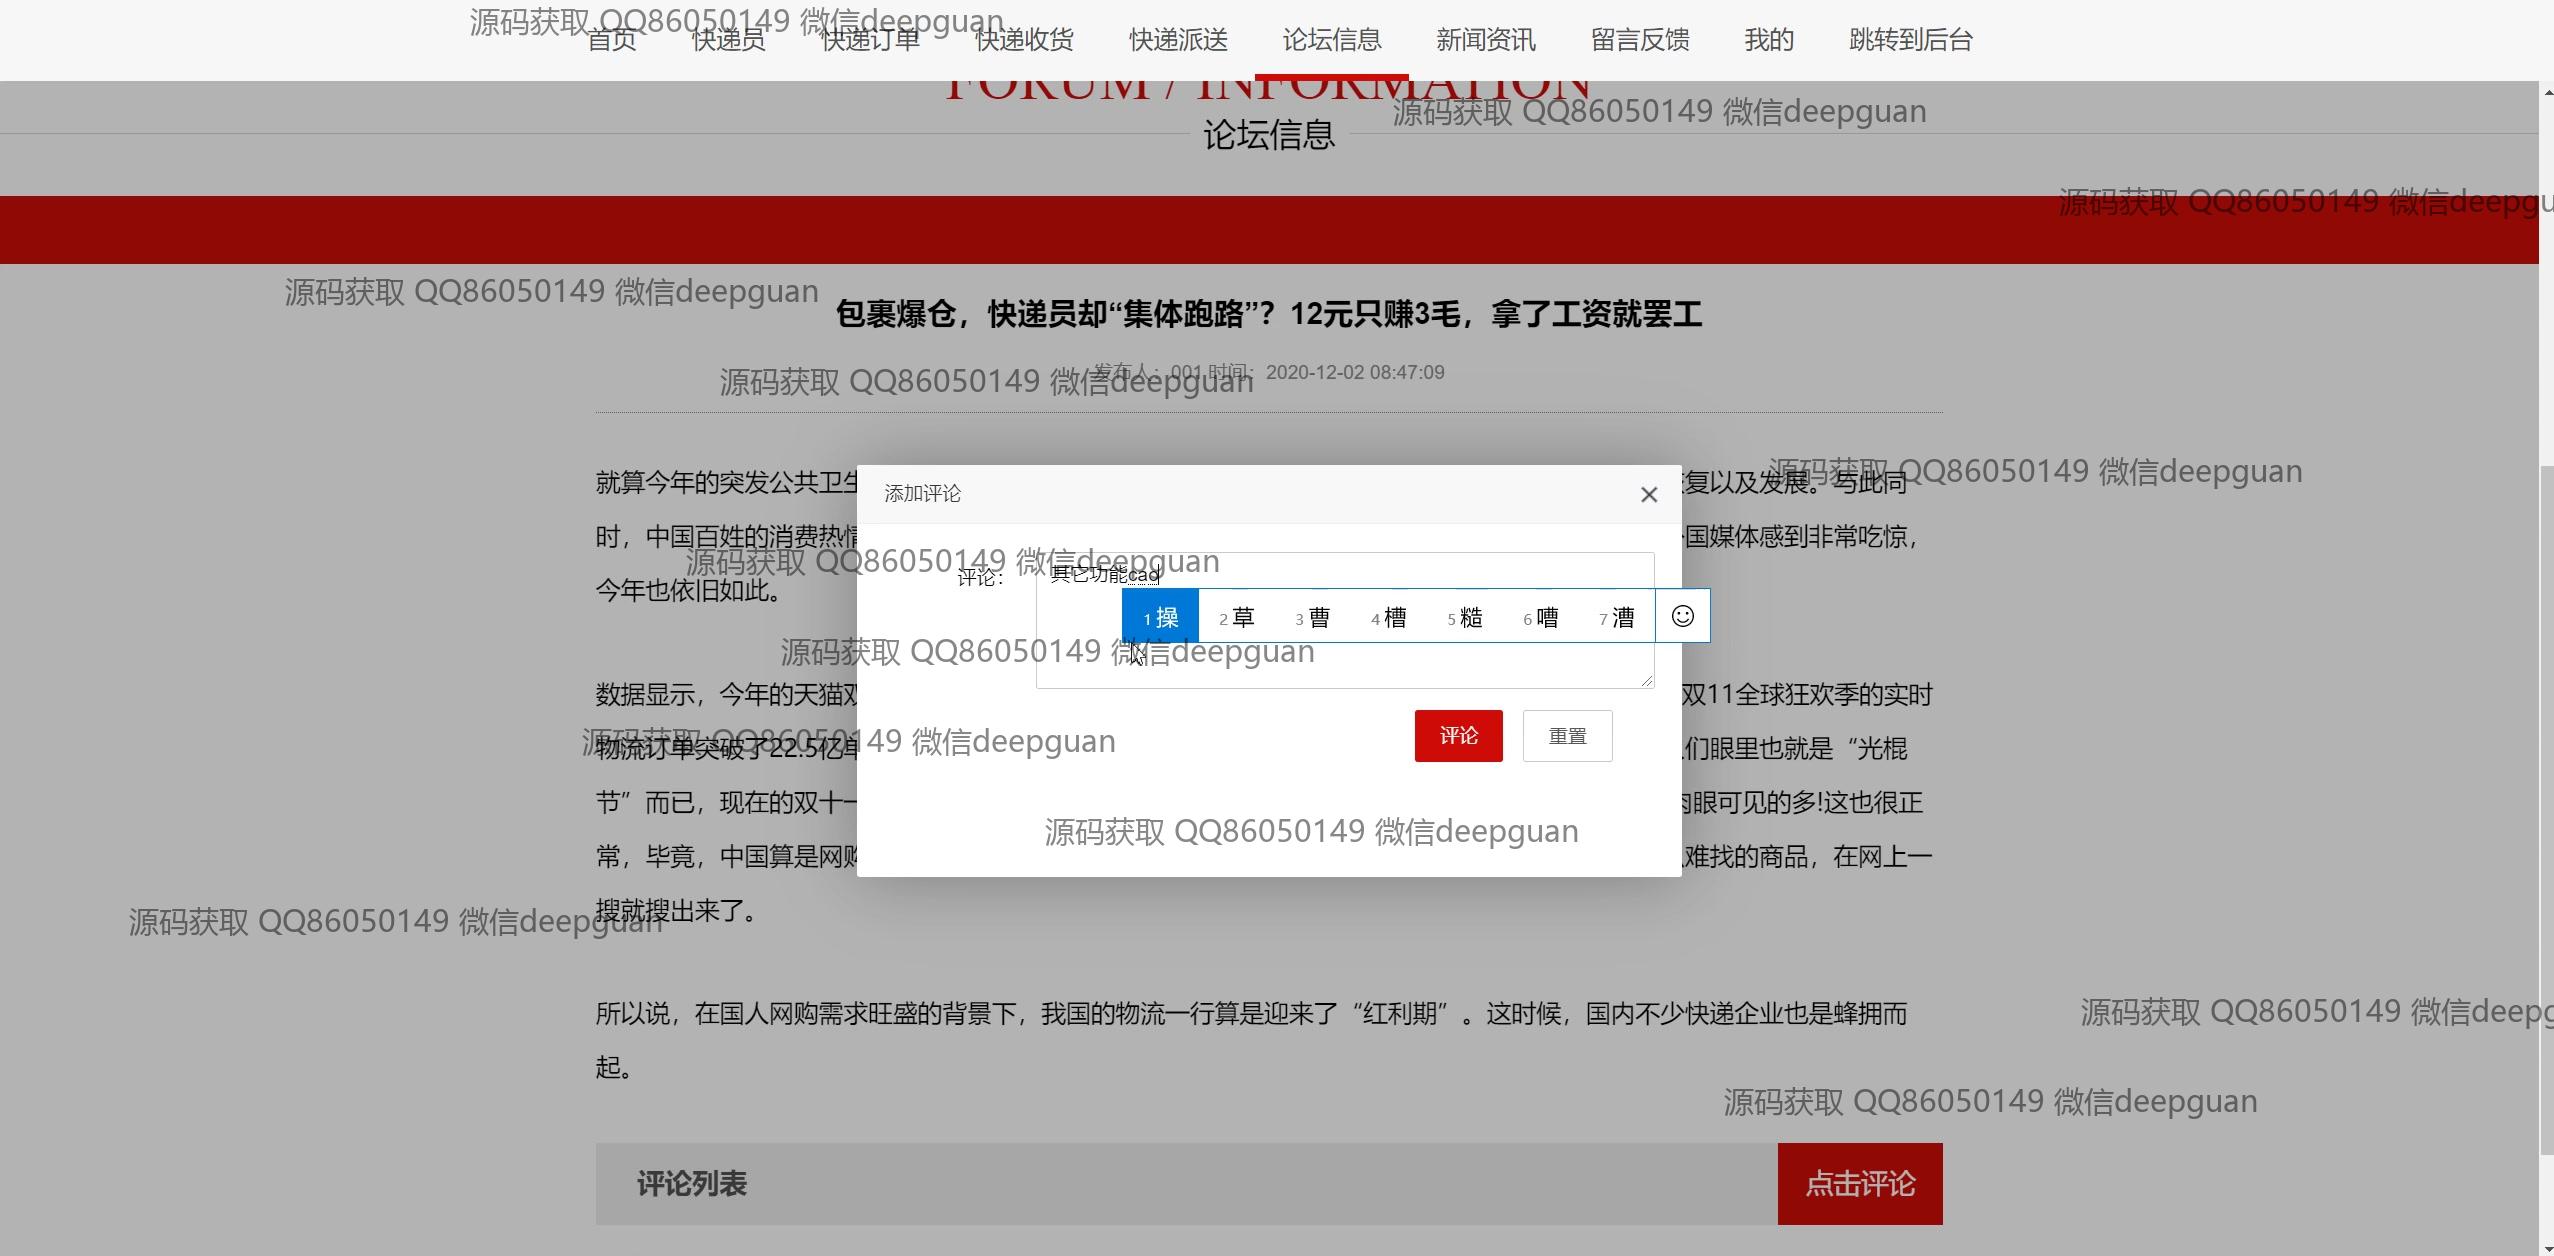 源码获取 QQ86050149 微信deepguan
首页 快递员 快递订单 快递收货 快递派送 论坛信息 新闻资讯 留言反馈 我的 跳转到后台
FORUM / INFORMATION
源码获取 QQ86050149 微信deepguan
论坛信息
源码获取 QQ86050149 微信deepgu
源码获取 QQ86050149 微信deepguan
包裹爆仓，快递员却“集体跑路”？12元只赚3毛，拿了工资就罢工
发布人：001 时间：2020-12-02 08:47:09
源码获取 QQ86050149 微信deepguan
源码获取 QQ86050149 微信deepguan
就算今年的突发公共卫生 复以及发展。与此同
添加评论
时，中国百姓的消费热情 国媒体感到非常吃惊，
源码获取 QQ86050149 微信deepguan
评论： 其它功能cao
今年也依旧如此。
1 操 2 草 3 曹 4 槽 5 糙 6 嘈 7 漕
源码获取 QQ86050149 微信deepguan
数据显示，今年的天猫双 双11全球狂欢季的实时
评论 重置
源码获取 QQ86050149 微信deepguan
物流订单突破了22.5亿单 们眼里也就是“光棍
节”而已，现在的双十一 肉眼可见的多!这也很正
源码获取 QQ86050149 微信deepguan
常，毕竟，中国算是网购 难找的商品，在网上一
搜就搜出来了。
源码获取 QQ86050149 微信deepguan
所以说，在国人网购需求旺盛的背景下，我国的物流一行算是迎来了“红利期”。这时候，国内不少快递企业也是蜂拥而
源码获取 QQ86050149 微信deepg
起。
源码获取 QQ86050149 微信deepguan
评论列表 点击评论